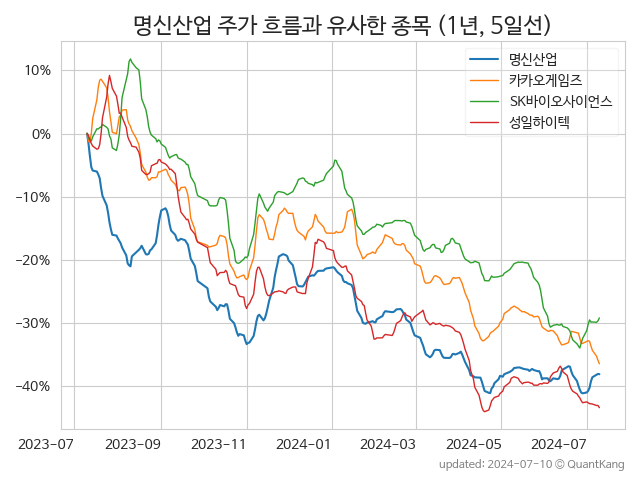 명신산업 주가 흐름과 유사한 종목 (1년, 5일선)
명신산업
카카오게임즈
SK바이오사이언스
성일하이텍
10%
0%
−10%
−20%
−30%
−40%
2023-07
2023-09
2023-11
2024-01
2024-03
2024-05
2024-07
updated: 2024-07-10 © QuantKang